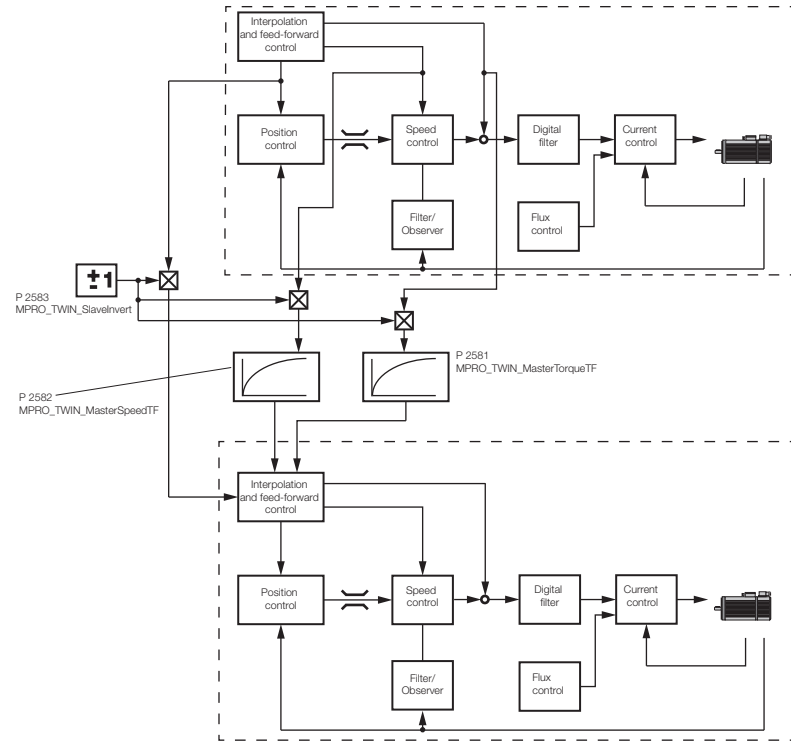 Interpolation
and feed-forward
control
Position
control
Speed
control
Digital
filter
Current
control
Filter/
Observer
Flux
control
±1
P 2583
MPRO_TWIN_SlaveInvert
P 2581
MPRO_TWIN_MasterTorqueTF
P 2582
MPRO_TWIN_MasterSpeedTF
Interpolation
and feed-forward
control
Position
control
Speed
control
Digital
filter
Current
control
Filter/
Observer
Flux
control